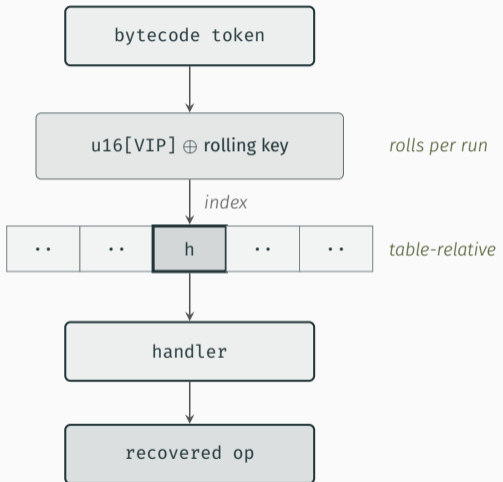 bytecode token
u16[VIP] ⊕ rolling key
rolls per run
index
·· ·· h ·· ··
table-relative
handler
recovered op